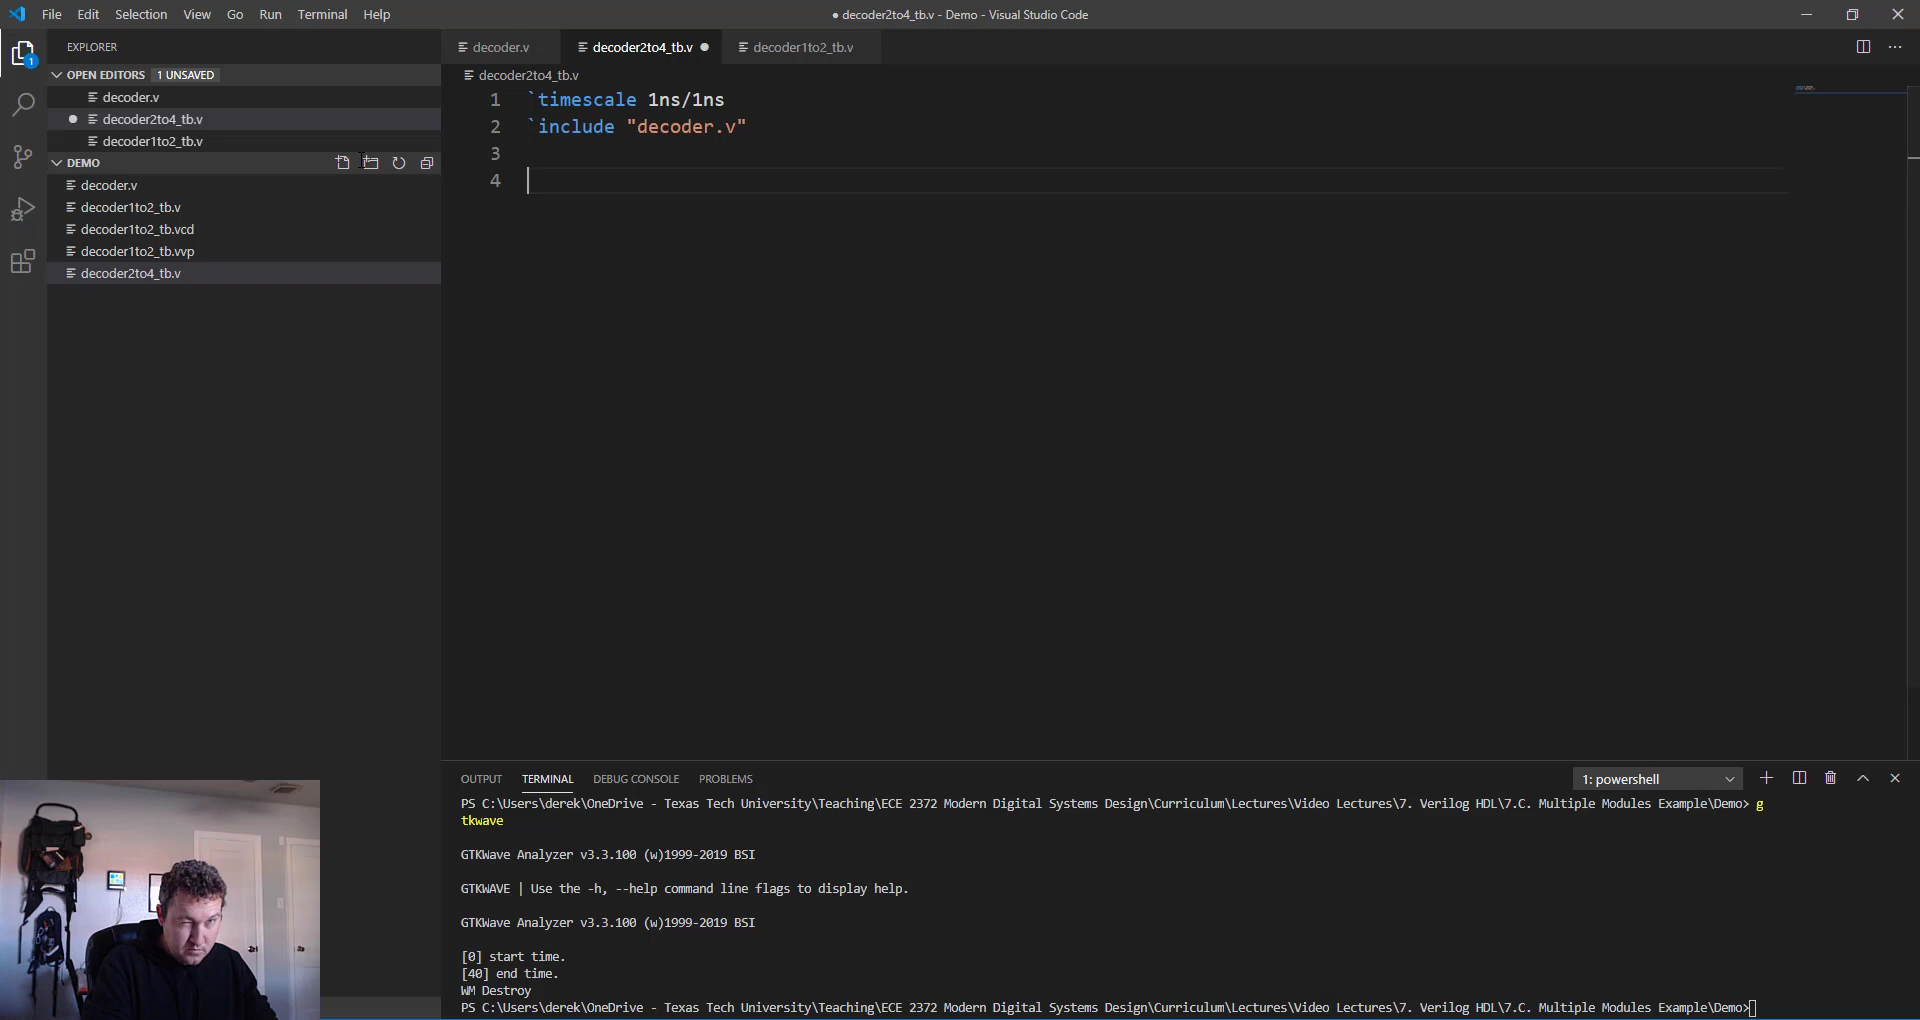 File Edit Selection View Go Run Terminal Help
● decoder2to4_tb.v - Demo - Visual Studio Code
EXPLORER
OPEN EDITORS 1 UNSAVED
decoder.v
decoder2to4_tb.v
decoder1to2_tb.v
DEMO
decoder.v
decoder1to2_tb.v
decoder1to2_tb.vcd
decoder1to2_tb.vvp
decoder2to4_tb.v
1
decoder.v decoder2to4_tb.v decoder1to2_tb.v
decoder2to4_tb.v
1 `timescale 1ns/1ns
2 `include "decoder.v"
3
4
OUTPUT TERMINAL DEBUG CONSOLE PROBLEMS
1: powershell
PS C:\Users\derek\OneDrive - Texas Tech University\Teaching\ECE 2372 Modern Digital Systems Design\Curriculum\Lectures\Video Lectures\7. Verilog HDL\7.C. Multiple Modules Example\Demo> g
tkwave
GTKWave Analyzer v3.3.100 (w)1999-2019 BSI
GTKWAVE | Use the -h, --help command line flags to display help.
GTKWave Analyzer v3.3.100 (w)1999-2019 BSI
[0] start time.
[40] end time.
WM Destroy
PS C:\Users\derek\OneDrive - Texas Tech University\Teaching\ECE 2372 Modern Digital Systems Design\Curriculum\Lectures\Video Lectures\7. Verilog HDL\7.C. Multiple Modules Example\Demo>